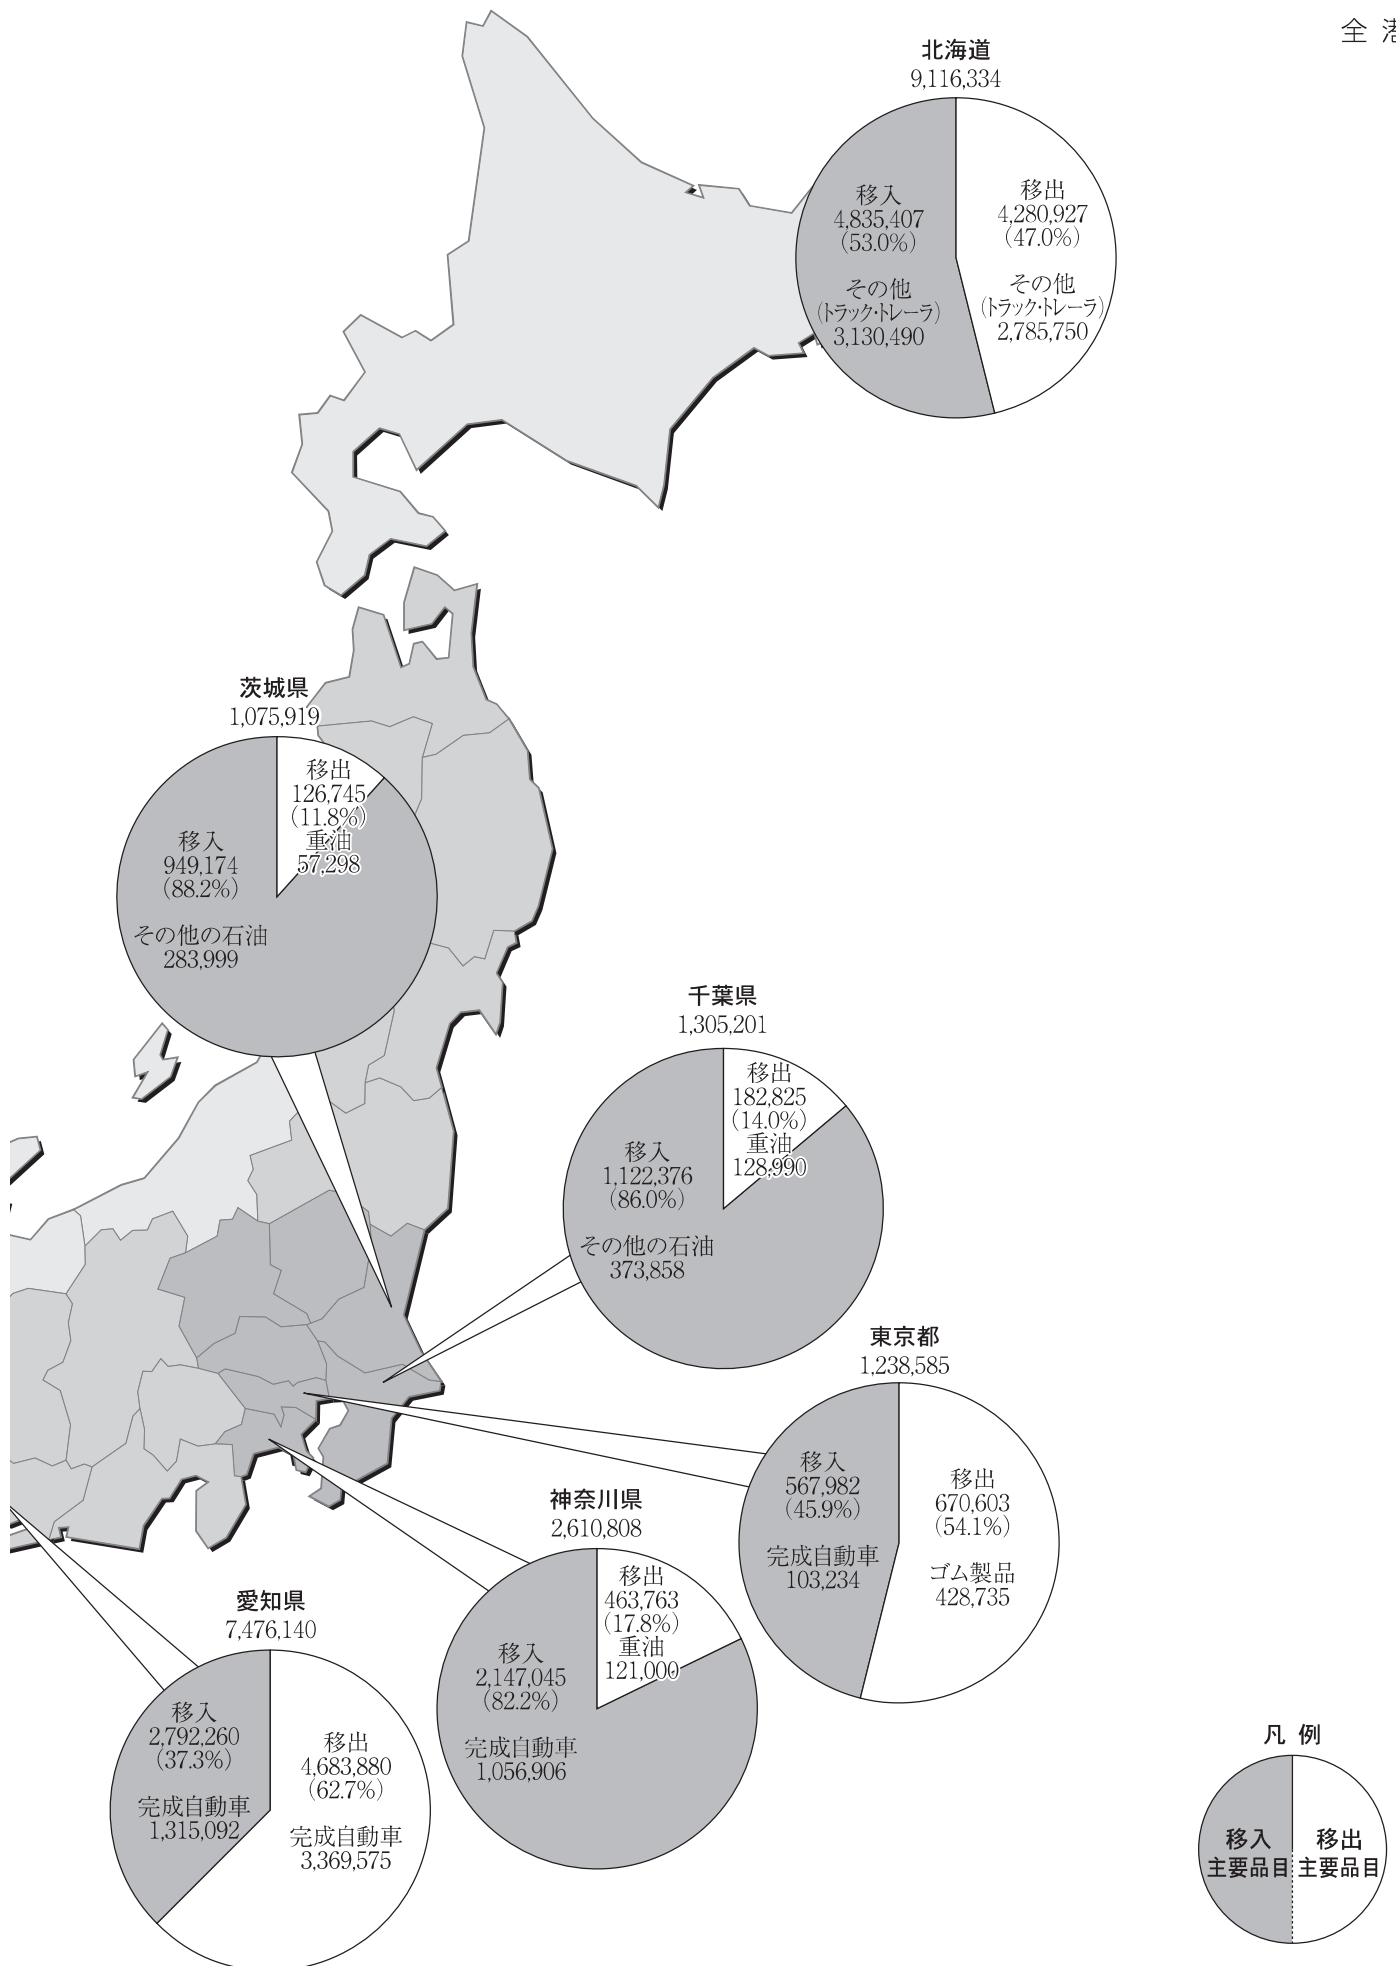 全
北海道
9,116,334
移入
4,835,407
(53.0%)
その他
(トラック・トレーラ)
3,130,490
移出
4,280,927
(47.0%)
その他
(トラック・トレーラ)
2,785,750
茨城県
1,075,919
移出
126,745
(11.8%)
重油
57,298
移入
949,174
(88.2%)
その他の石油
283,999
千葉県
1,305,201
移出
182,825
(14.0%)
重油
128,990
移入
1,122,376
(86.0%)
その他の石油
373,858
東京都
1,238,585
移入
567,982
(45.9%)
完成自動車
103,234
移出
670,603
(54.1%)
ゴム製品
428,735
神奈川県
2,610,808
移出
463,763
(17.8%)
重油
121,000
移入
2,147,045
(82.2%)
完成自動車
1,056,906
愛知県
7,476,140
移入
2,792,260
(37.3%)
完成自動車
1,315,092
移出
4,683,880
(62.7%)
完成自動車
3,369,575
凡 例
移入
主要品目
移出
主要品目